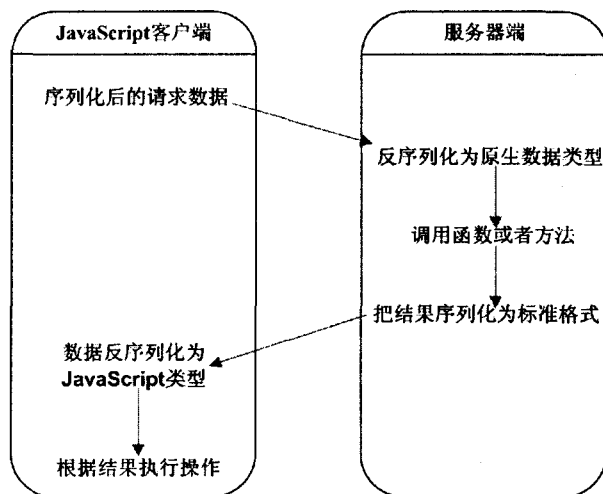 JavaScript客户端
服务器端
序列化后的请求数据
反序列化为原生数据类型
调用函数或者方法
把结果序列化为标准格式
数据反序列化为
JavaScript类型
根据结果执行操作